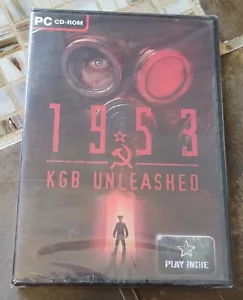 PC CD-ROM
1953
KGB UNLEASHED
PLAY INDIE